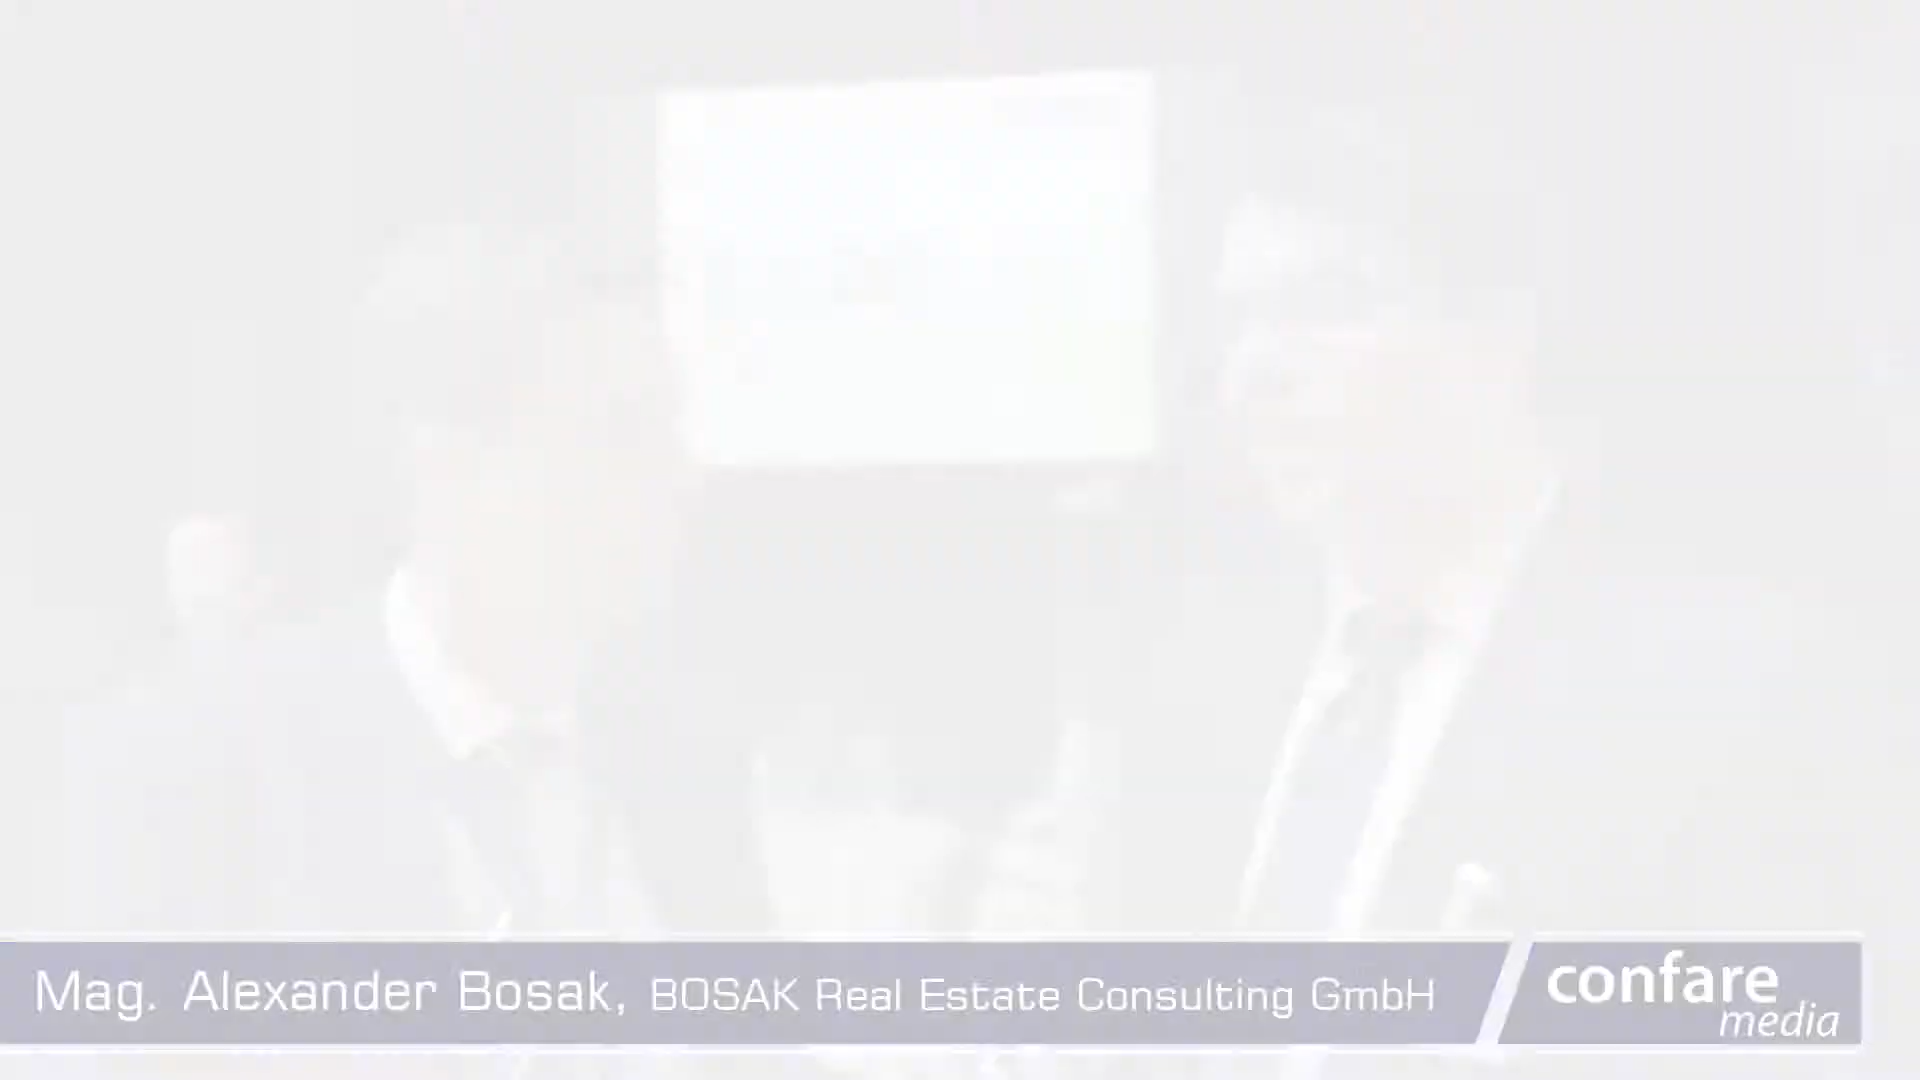 Mag. Alexander Bosak, BOSAK Real Estate Consulting GmbH
confare
media